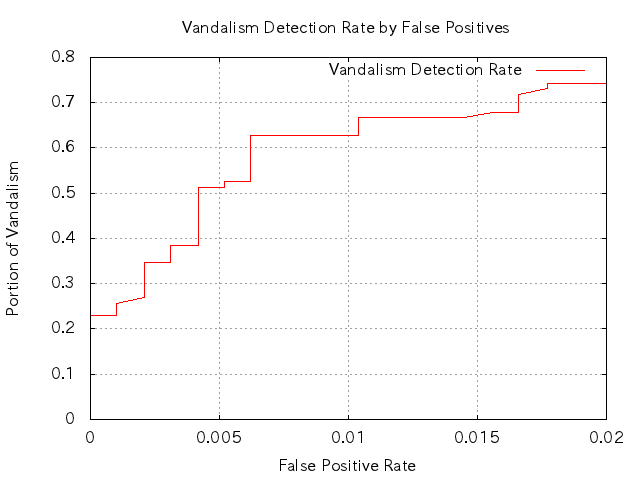 Vandalism Detection Rate by False Positives
Vandalism Detection Rate
0.8
0.7
0.6
0.5
0.4
0.3
0.2
0.1
0
Portion of Vandalism
0 0.005 0.01 0.015 0.02
False Positive Rate